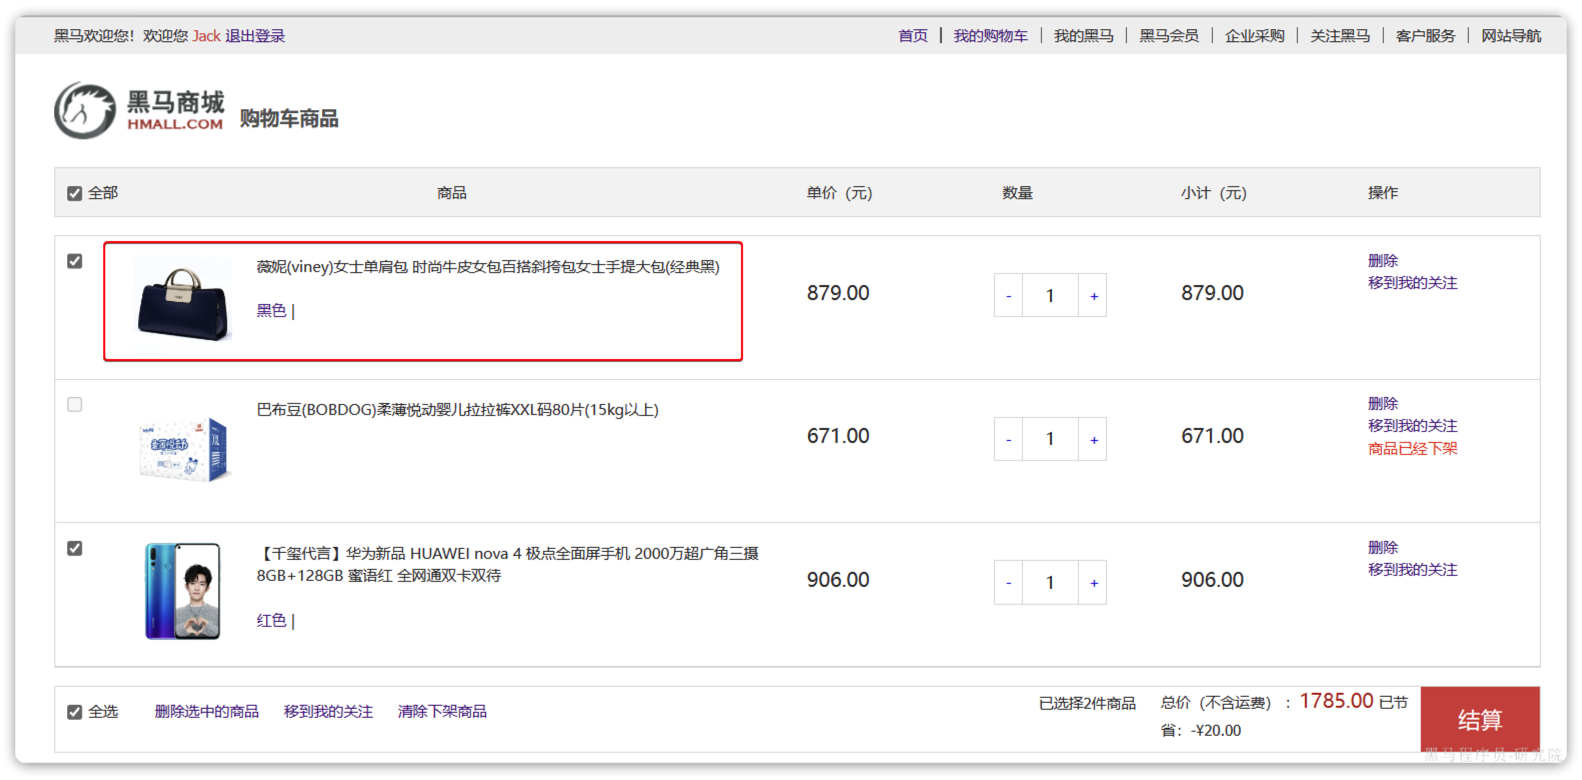 黑马欢迎您！欢迎您 Jack 退出登录
首页 | 我的购物车 | 我的黑马 | 黑马会员 | 企业采购 | 关注黑马 | 客户服务 | 网站导航
黑马商城
HMALL.COM
购物车商品
全部 商品 单价（元） 数量 小计（元） 操作
薇妮(viney)女士单肩包 时尚牛皮女包百搭斜挎包女士手提大包(经典黑)
黑色 |
879.00
- 1 +
879.00
删除
移到我的关注
巴布豆(BOBDOG)柔薄悦动婴儿拉拉裤XXL码80片(15kg以上)
671.00
- 1 +
671.00
删除
移到我的关注
商品已经下架
【千玺代言】华为新品 HUAWEI nova 4 极点全面屏手机 2000万超广角三摄
8GB+128GB 蜜语红 全网通双卡双待
红色 |
906.00
- 1 +
906.00
删除
移到我的关注
全选 删除选中的商品 移到我的关注 清除下架商品
已选择2件商品 总价（不含运费）：1785.00 已节
省：-¥20.00
结算
黑马程序员-研究院